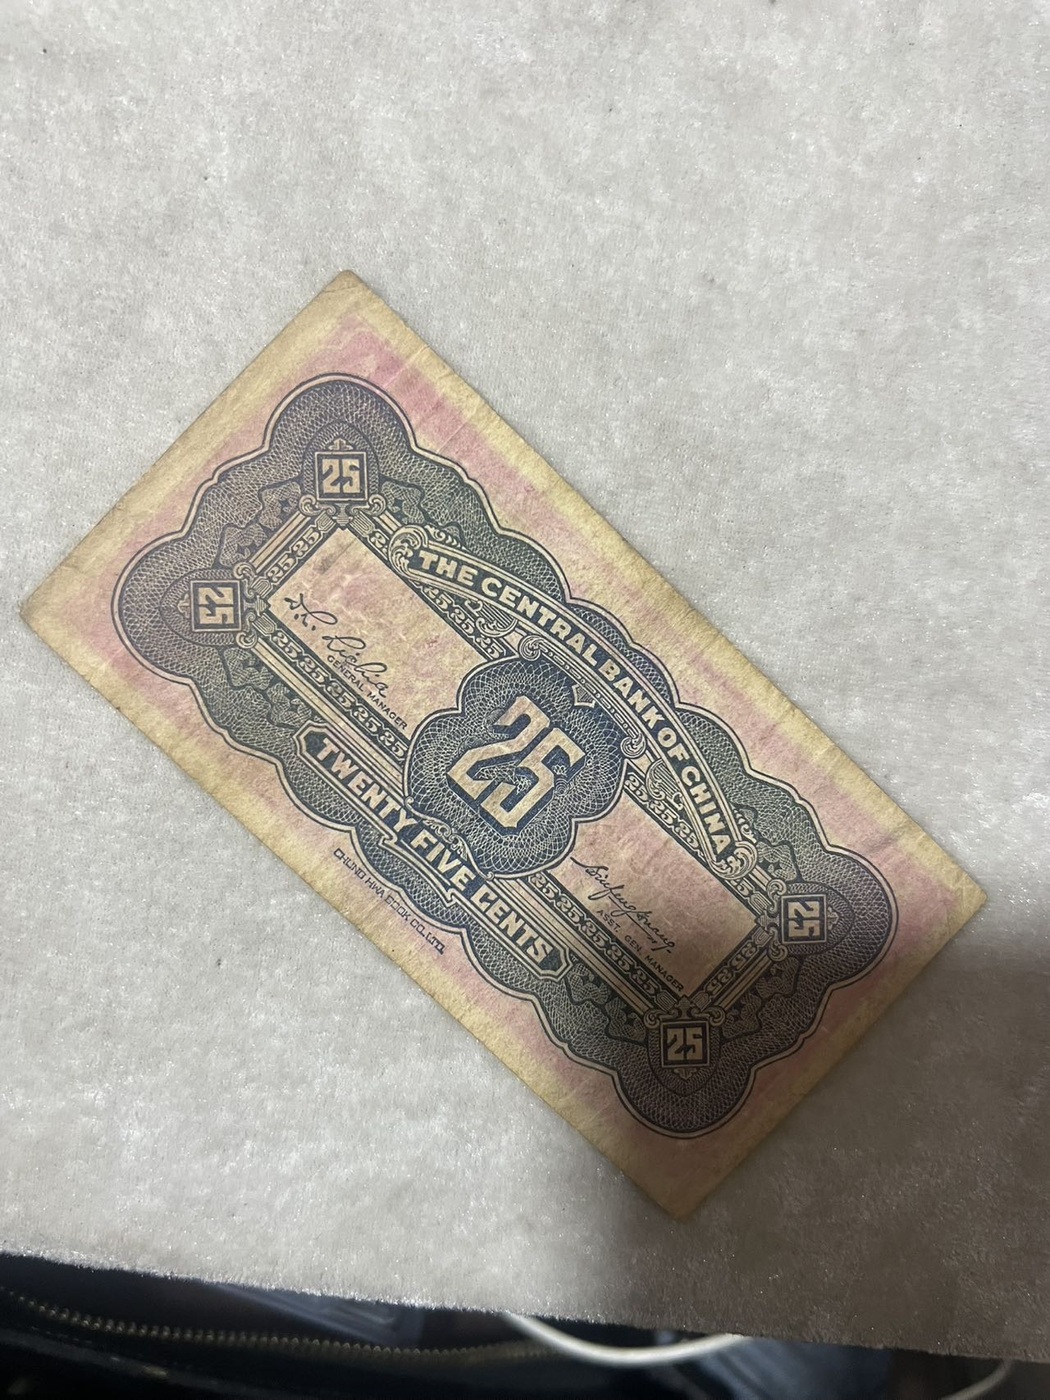 25
25
THE CENTRAL BANK OF CHINA
GENERAL MANAGER
25
ASST. GEN. MANAGER
25
25
TWENTY FIVE CENTS
CHUNG HWA BOOK CO., LTD.